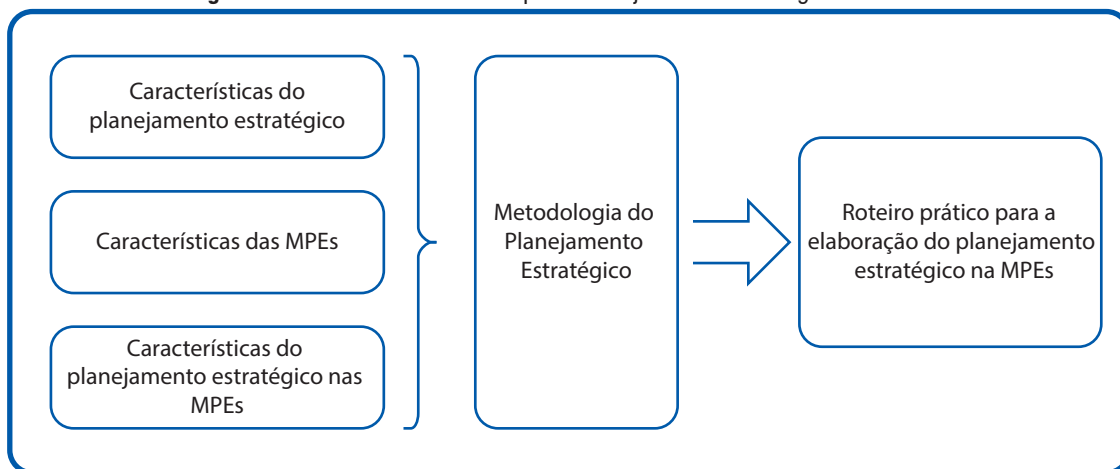 Características do
planejamento estratégico
Características das MPEs
Características do
planejamento estratégico nas
MPEs
Metodologia do
Planejamento
Estratégico
Roteiro prático para a
elaboração do planejamento
estratégico na MPEs